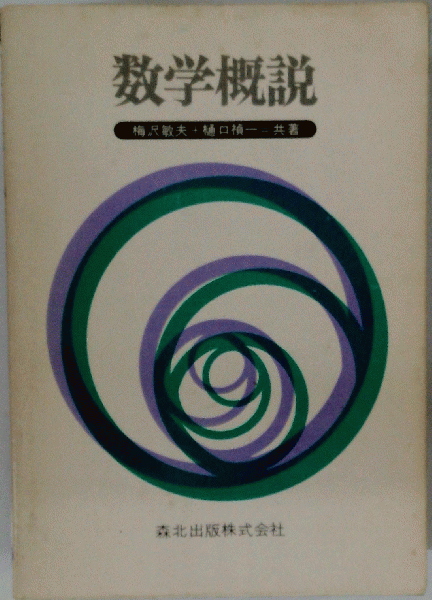 数学概説
梅沢敏夫・樋口禎一 共著
森北出版株式会社